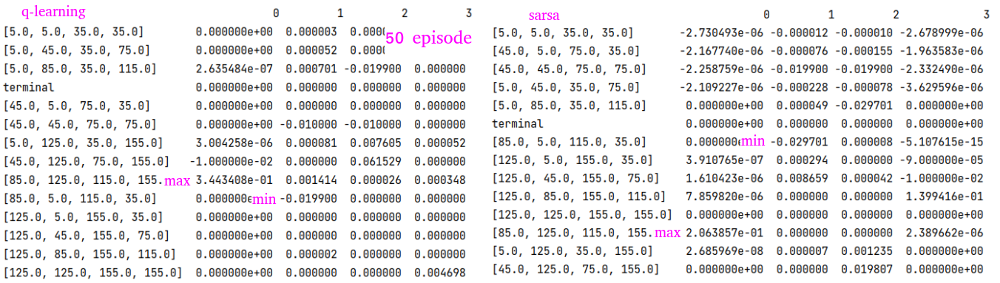 q-learning
0 1 2 3
[5.0, 5.0, 35.0, 35.0] 0.000000e+00 0.000003 0.000
[5.0, 45.0, 35.0, 75.0] 0.000000e+00 0.000052 0.000
50 episode
[5.0, 85.0, 35.0, 115.0] 2.635484e-07 0.000701 -0.019900 0.000000
terminal 0.000000e+00 0.000000 0.000000 0.000000
[45.0, 5.0, 75.0, 35.0] 0.000000e+00 0.000000 0.000000 0.000000
[45.0, 45.0, 75.0, 75.0] 0.000000e+00 -0.010000 -0.010000 0.000000
[5.0, 125.0, 35.0, 155.0] 3.004258e-06 0.000081 0.007605 0.000052
[45.0, 125.0, 75.0, 155.0] -1.000000e-02 0.000000 0.061529 0.000000
[85.0, 125.0, 115.0, 155. max 3.443408e-01 0.001414 0.000026 0.000348
[85.0, 5.0, 115.0, 35.0] 0.000000e min -0.019900 0.000000 0.000000
[125.0, 5.0, 155.0, 35.0] 0.000000e+00 0.000000 0.000000 0.000000
[125.0, 45.0, 155.0, 75.0] 0.000000e+00 0.000000 0.000000 0.000000
[125.0, 85.0, 155.0, 115.0] 0.000000e+00 0.000002 0.000000 0.000000
[125.0, 125.0, 155.0, 155.0] 0.000000e+00 0.000000 0.000000 0.004698
sarsa
0 1 2 3
[5.0, 5.0, 35.0, 35.0] -2.730493e-06 -0.000012 -0.000010 -2.678999e-06
[45.0, 5.0, 75.0, 35.0] -2.167740e-06 -0.000076 -0.000155 -1.963583e-06
[45.0, 45.0, 75.0, 75.0] -2.258759e-06 -0.019900 -0.019900 -2.332490e-06
[5.0, 45.0, 35.0, 75.0] -2.109227e-06 -0.000228 -0.000078 -3.629596e-06
[5.0, 85.0, 35.0, 115.0] 0.000000e+00 0.000049 -0.029701 0.000000e+00
terminal 0.000000e+00 0.000000 0.000000 0.000000e+00
[85.0, 5.0, 115.0, 35.0] 0.000000e min -0.029701 0.000008 -5.107615e-15
[125.0, 5.0, 155.0, 35.0] 3.910765e-07 0.000294 0.000000 -9.000000e-05
[125.0, 45.0, 155.0, 75.0] 1.610423e-06 0.008659 0.000042 -1.000000e-02
[125.0, 85.0, 155.0, 115.0] 7.859820e-06 0.000000 0.000000 1.399416e-01
[125.0, 125.0, 155.0, 155.0] 0.000000e+00 0.000000 0.000000 0.000000e+00
[85.0, 125.0, 115.0, 155. max 2.063857e-01 0.000000 0.000000 2.389662e-06
[5.0, 125.0, 35.0, 155.0] 2.685969e-08 0.000007 0.001235 0.000000e+00
[45.0, 125.0, 75.0, 155.0] 0.000000e+00 0.000000 0.019807 0.000000e+00